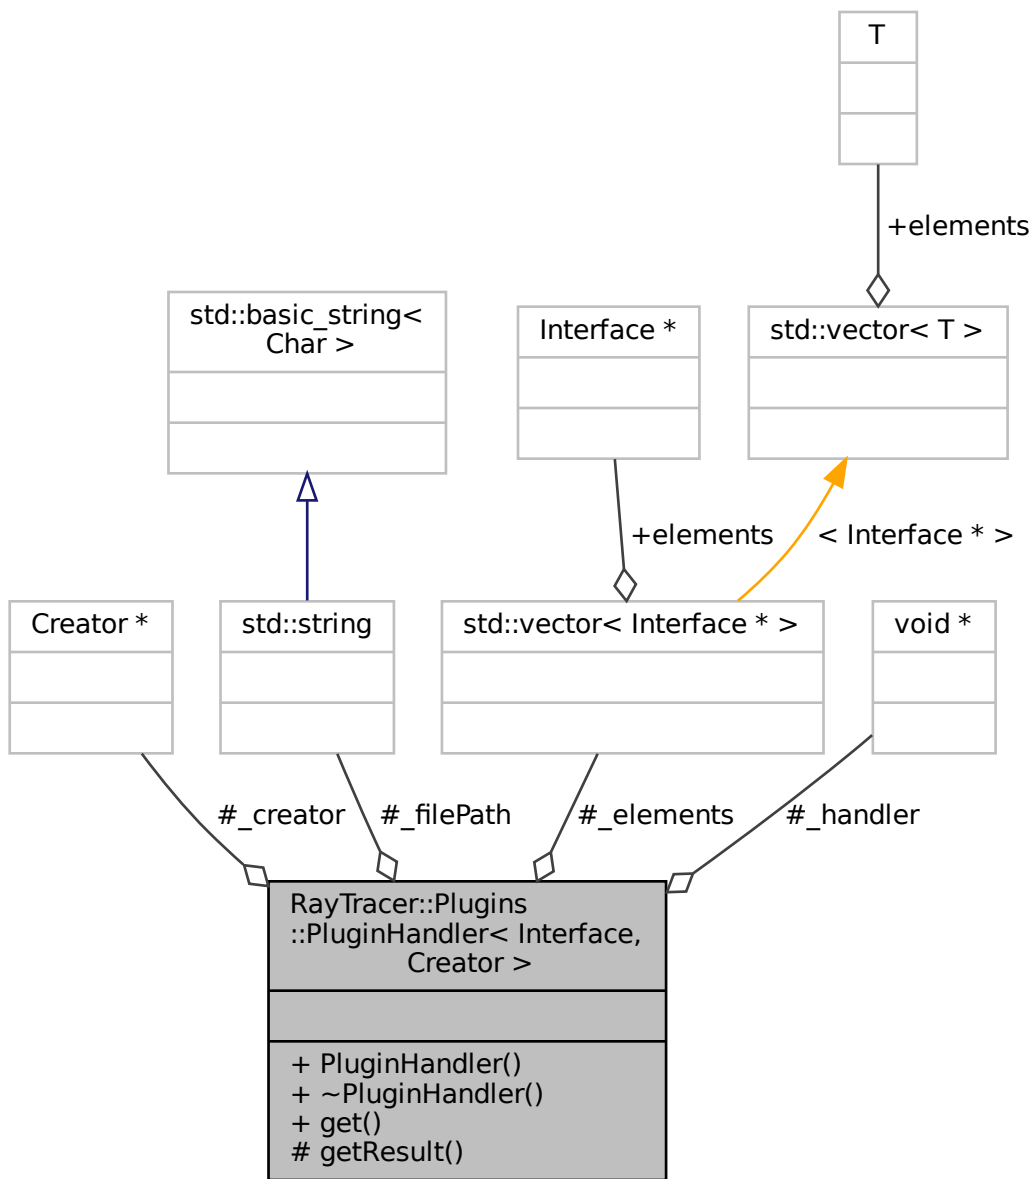 T
+elements
std::basic_string<
Char >
Interface *
std::vector< T >
+elements
< Interface * >
Creator *
std::string
std::vector< Interface * >
void *
#_creator
#_filePath
#_elements
#_handler
RayTracer::Plugins
::PluginHandler< Interface,
Creator >
+ PluginHandler()
+ ~PluginHandler()
+ get()
# getResult()